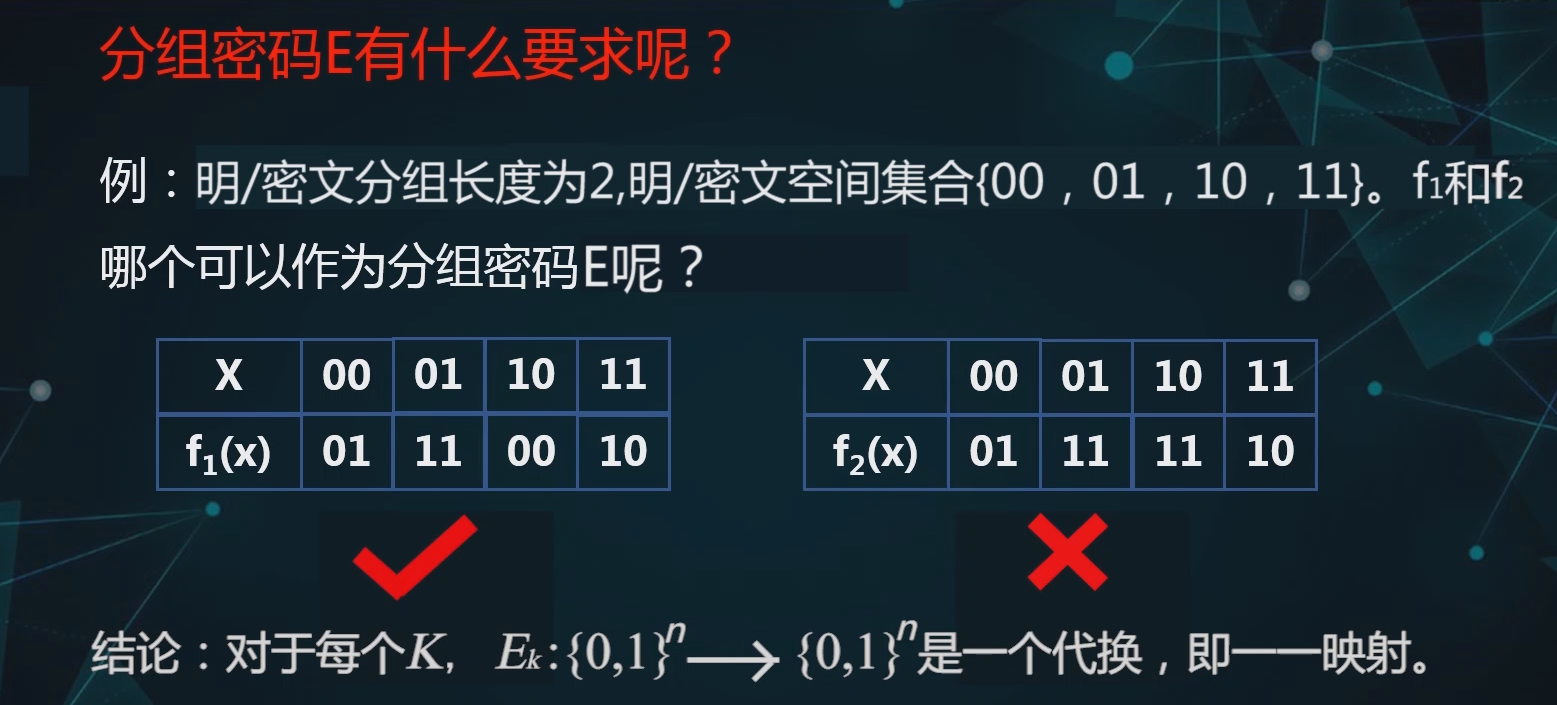 分组密码E有什么要求呢？
例：明/密文分组长度为2,明/密文空间集合{00，01，10，11}。f₁和f₂
哪个可以作为分组密码E呢？
X 00 01 10 11
f₁(x) 01 11 00 10
X 00 01 10 11
f₂(x) 01 11 11 10
结论：对于每个K， Eₖ:{0,1}ⁿ⟶{0,1}ⁿ是一个代换，即一一映射。